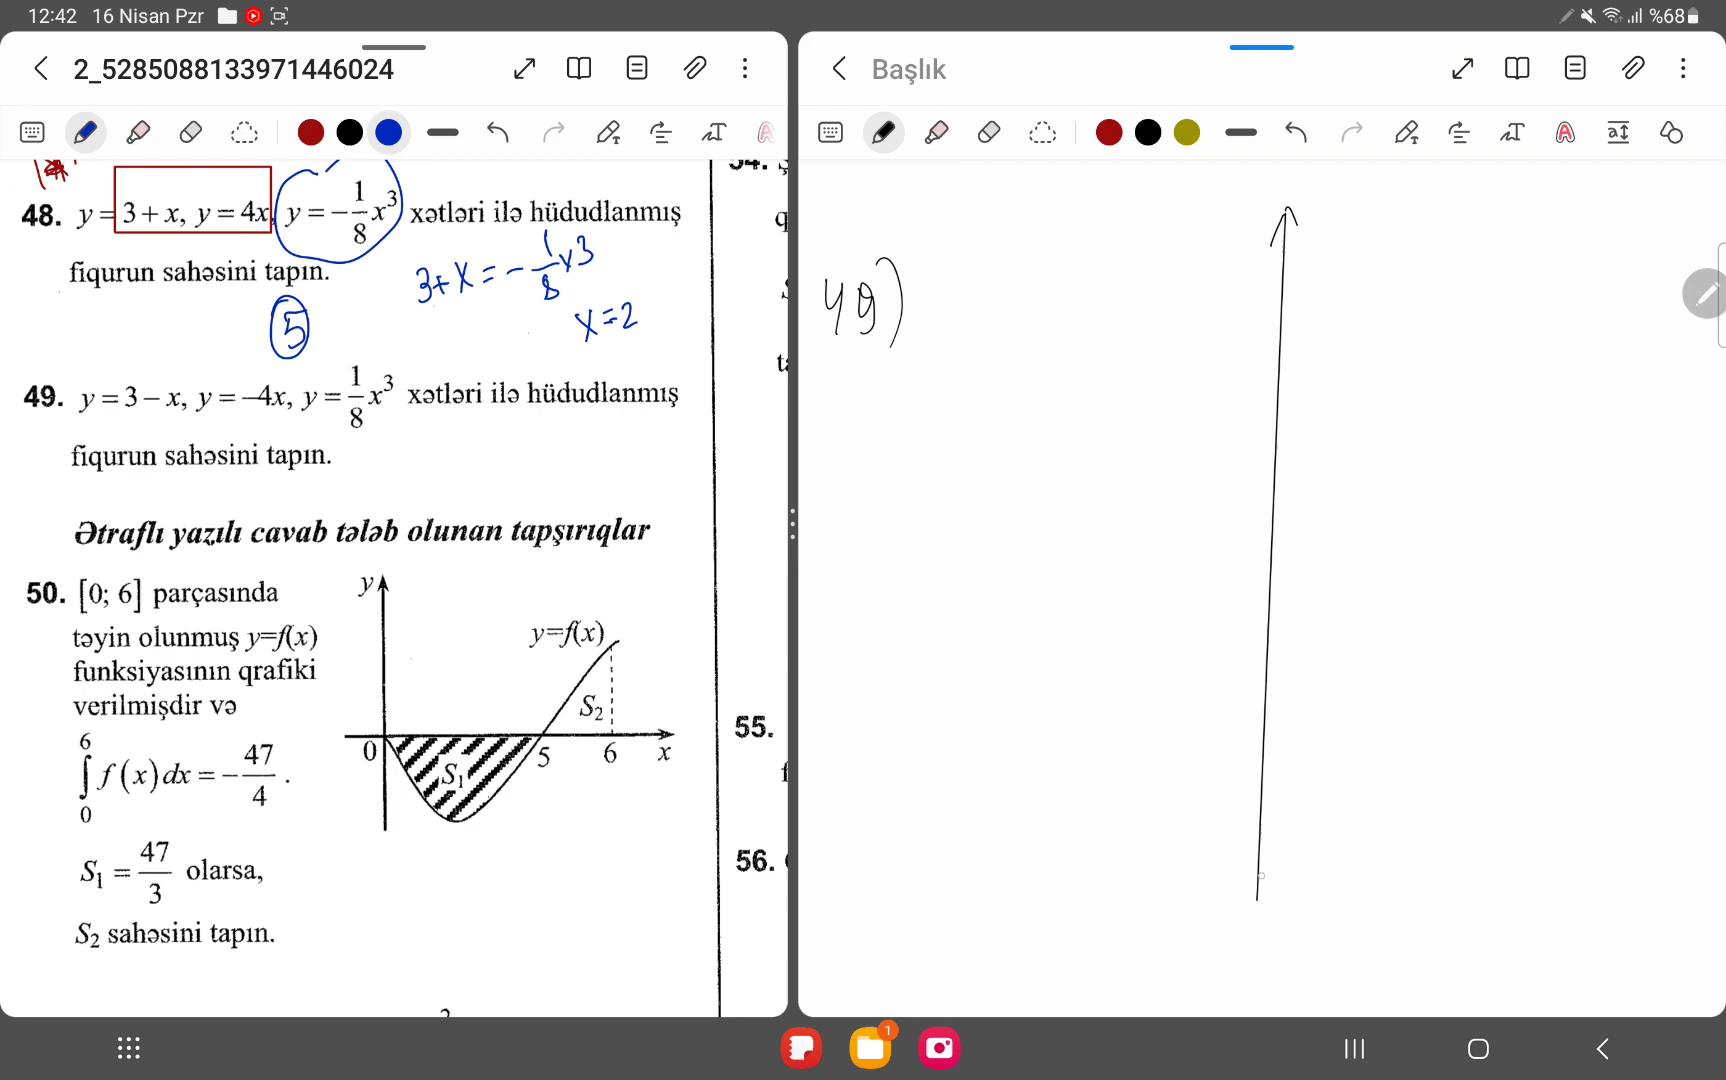 12:42 16 Nisan Pzr %68
2_5285088133971446024
48. y = 3 + x, y = 4x, y = -1/8 x³ xətləri ilə hüdudlanmış
fiqurun sahəsini tapın.
3+x = -1/8 x3
x=2
5
49. y = 3 – x, y = –4x, y = 1/8 x³ xətləri ilə hüdudlanmış
fiqurun sahəsini tapın.
Ətraflı yazılı cavab tələb olunan tapşırıqlar
50. [0; 6] parçasında
təyin olunmuş y=f(x)
funksiyasının qrafiki
verilmişdir və
∫₀⁶ f(x)dx = -47/4 .
S₁ = 47/3 olarsa,
S₂ sahəsini tapın.
y
y=f(x)
S₂
0 5 6 x
S₁
54.
55.
56.
Başlık
49)
1